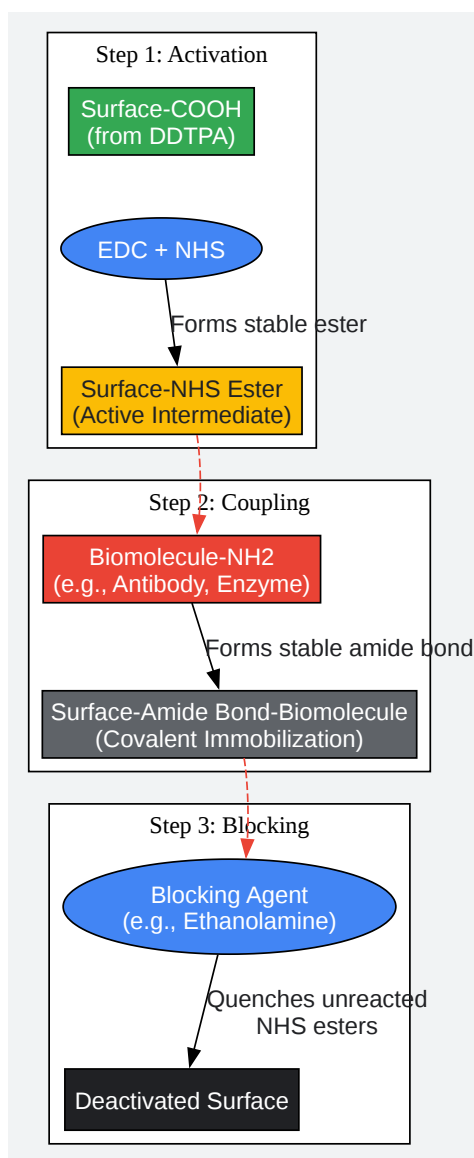 Step 1: Activation
Surface-COOH
(from DDTPA)
EDC + NHS
Forms stable ester
Surface-NHS Ester
(Active Intermediate)
Step 2: Coupling
Biomolecule-NH2
(e.g., Antibody, Enzyme)
Forms stable amide bond
Surface-Amide Bond-Biomolecule
(Covalent Immobilization)
Step 3: Blocking
Blocking Agent
(e.g., Ethanolamine)
Quenches unreacted
NHS esters
Deactivated Surface